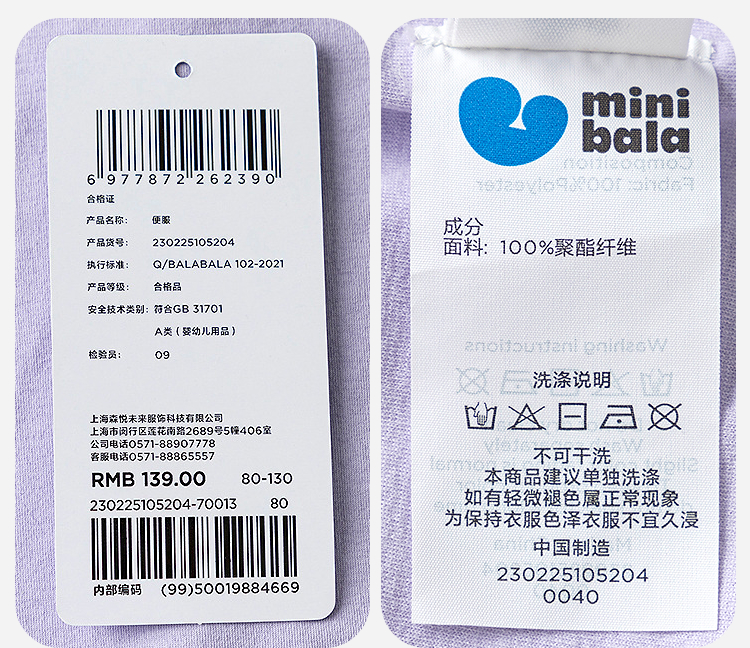 6 977872 262390
合格证
产品名称: 便服
产品货号: 230225105204
执行标准: Q/BALABALA 102-2021
产品等级: 合格品
安全技术类别: 符合GB 31701
A类（婴幼儿用品）
检验员: 09
上海森悦未来服饰科技有限公司
上海市闵行区莲花南路2689号5幢406室
公司电话0571-88907778
客服电话0571-88865557
RMB 139.00 80-130
230225105204-70013 80
内部编码 (99)50019884669
mini
bala
Composition
Fabric: 100%Polyester
成分
面料: 100%聚酯纤维
Washing Instructions
洗涤说明
不可干洗
本商品建议单独洗涤
如有轻微褪色属正常现象
为保持衣服色泽衣服不宜久浸
中国制造
230225105204
0040